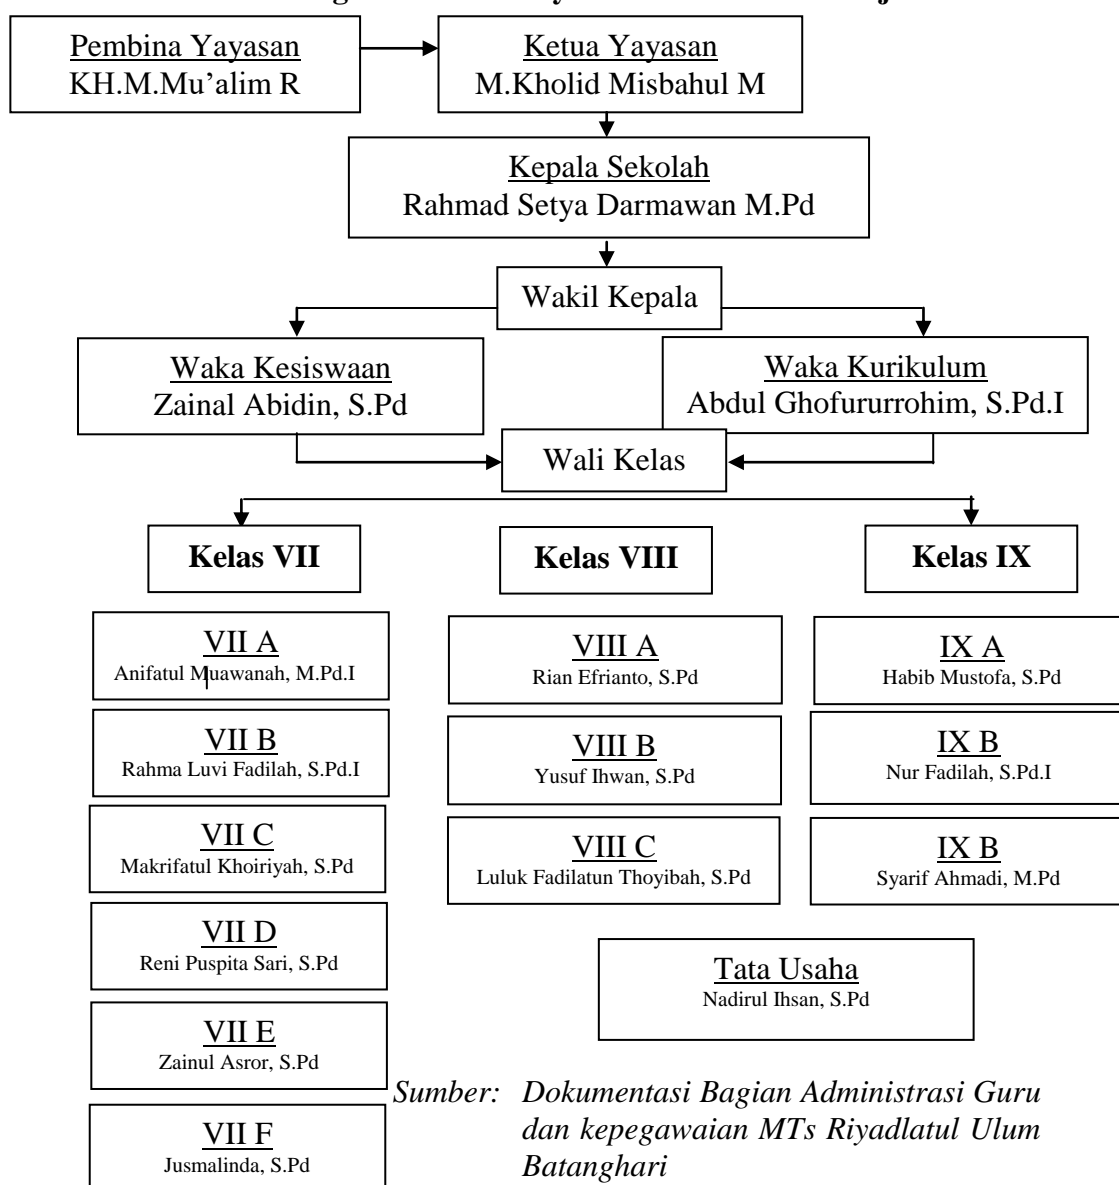 Pembina Yayasan
KH.M.Mu’alim R
Ketua Yayasan
M.Kholid Misbahul M
Kepala Sekolah
Rahmad Setya Darmawan M.Pd
Wakil Kepala
Waka Kesiswaan
Zainal Abidin, S.Pd
Waka Kurikulum
Abdul Ghofururrohim, S.Pd.I
Wali Kelas
Kelas VII
Kelas VIII
Kelas IX
VII A
Anifatul Muawanah, M.Pd.I
VIII A
Rian Efrianto, S.Pd
IX A
Habib Mustofa, S.Pd
VII B
Rahma Luvi Fadilah, S.Pd.I
VIII B
Yusuf Ihwan, S.Pd
IX B
Nur Fadilah, S.Pd.I
VII C
Makrifatul Khoiriyah, S.Pd
VIII C
Luluk Fadilatun Thoyibah, S.Pd
IX B
Syarif Ahmadi, M.Pd
VII D
Reni Puspita Sari, S.Pd
Tata Usaha
Nadirul Ihsan, S.Pd
VII E
Zainul Asror, S.Pd
VII F
Jusmalinda, S.Pd
Sumber: Dokumentasi Bagian Administrasi Guru
dan kepegawaian MTs Riyadlatul Ulum
Batanghari